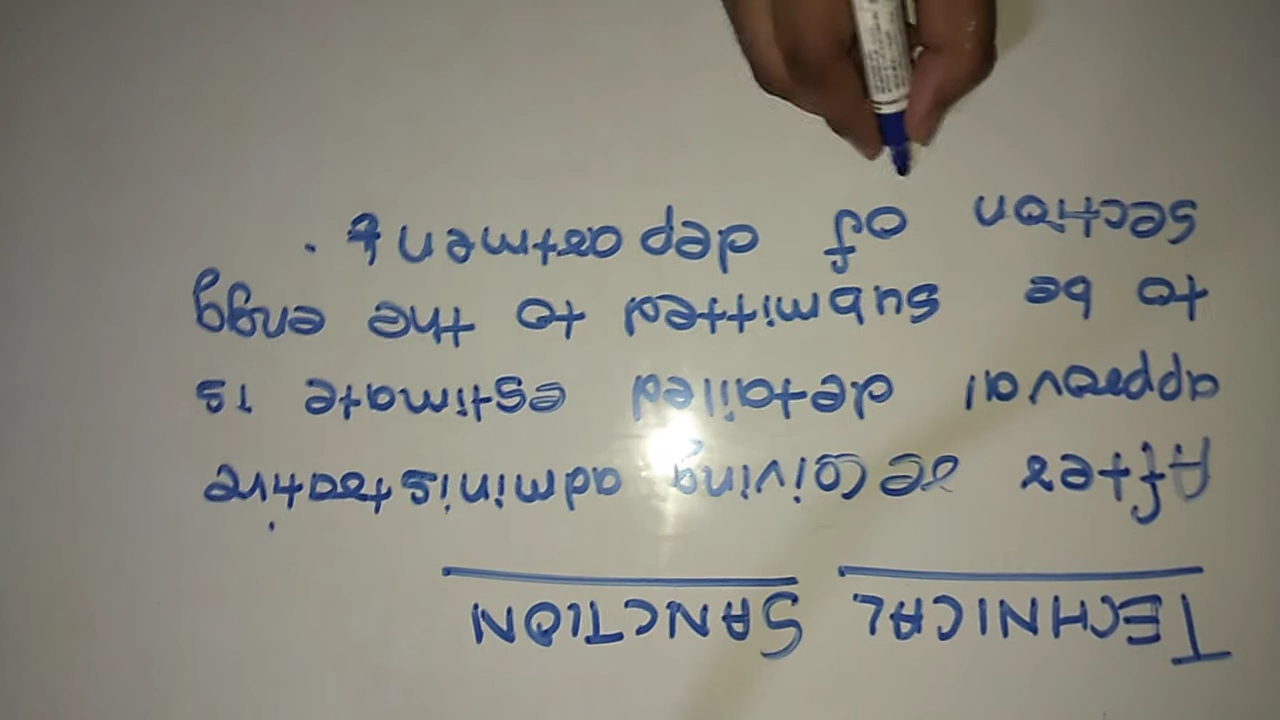 TECHNICAL SANCTION
After receiving administrative
approval detailed estimate is
to be submitted to the engg
section of department.